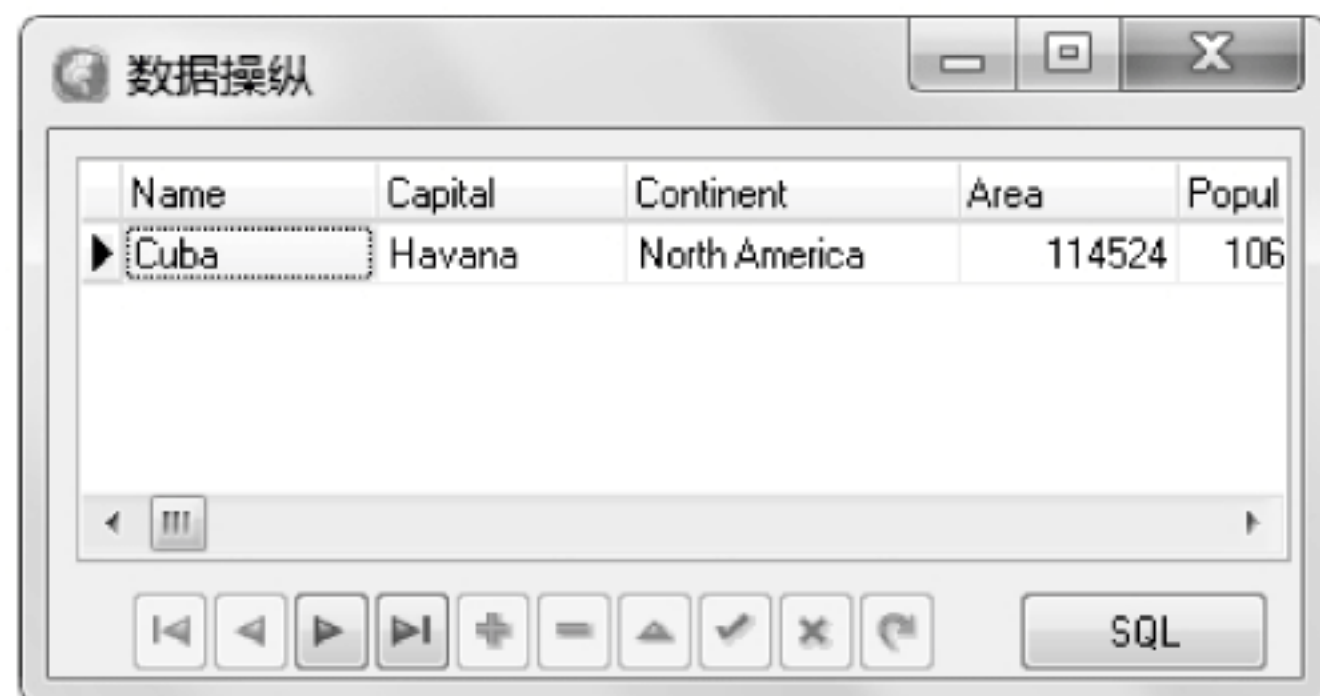 数据操纵
Name Capital Continent Area Popul
Cuba Havana North America 114524 106
SQL